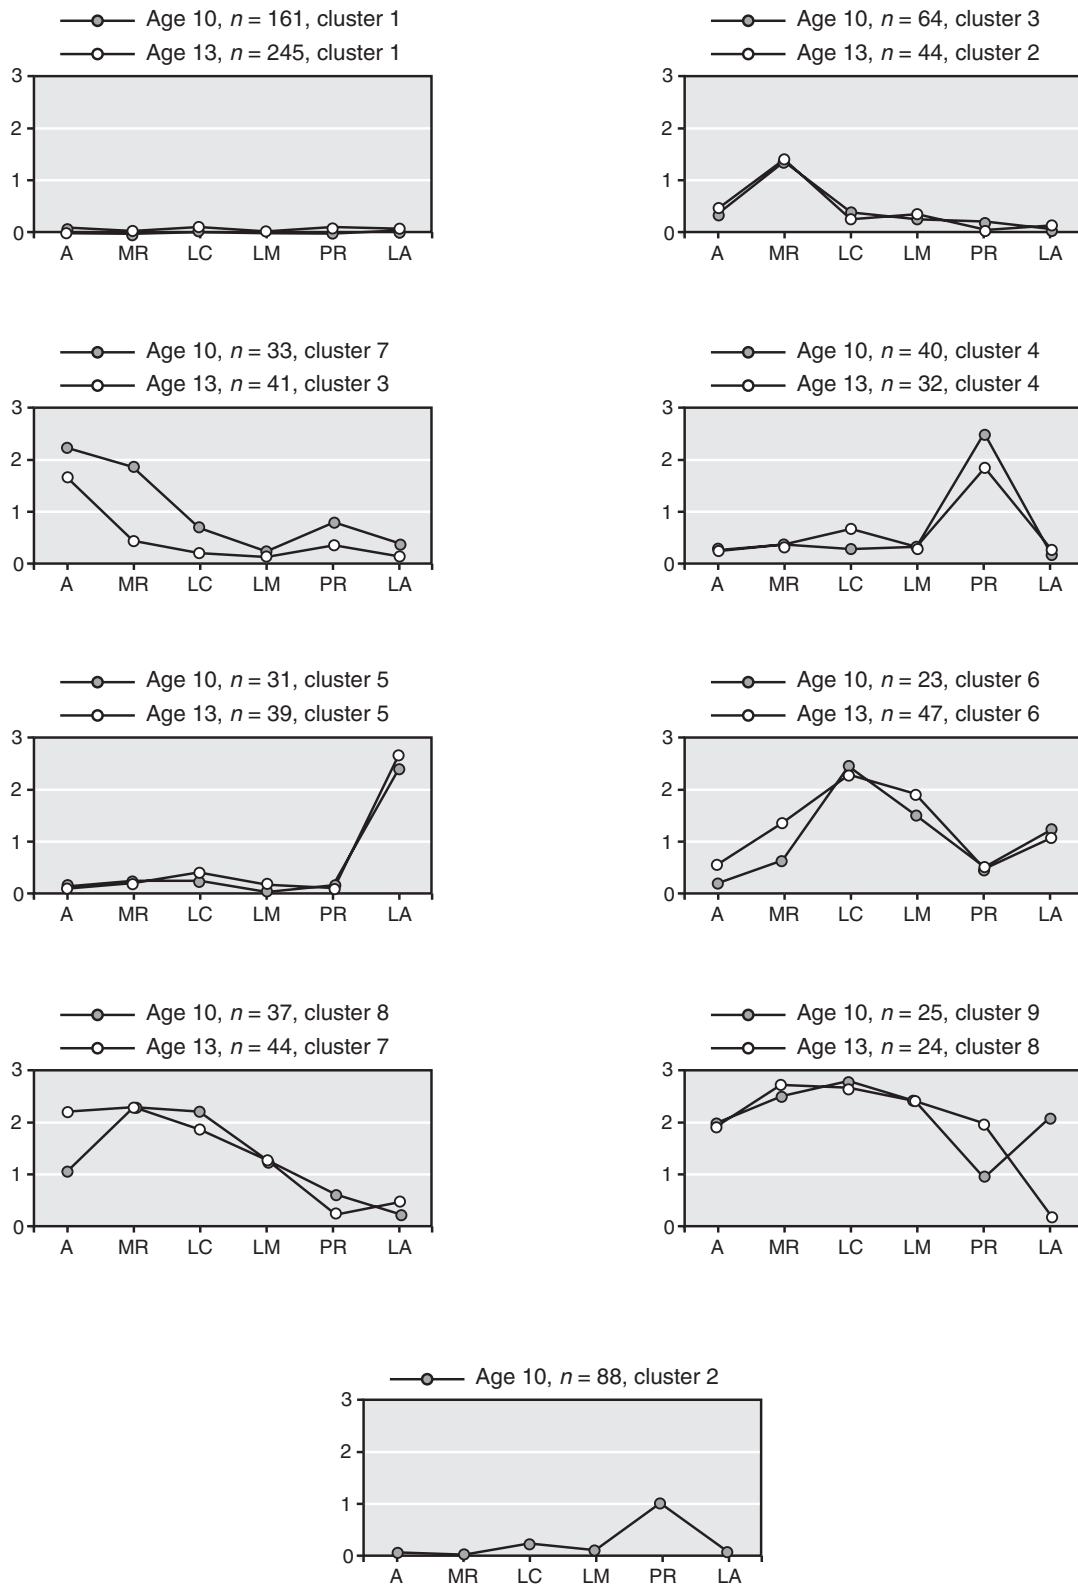 Age 10, n = 161, cluster 1
Age 13, n = 245, cluster 1
3
2
1
0
A MR LC LM PR LA
Age 10, n = 64, cluster 3
Age 13, n = 44, cluster 2
3
2
1
0
A MR LC LM PR LA
Age 10, n = 33, cluster 7
Age 13, n = 41, cluster 3
3
2
1
0
A MR LC LM PR LA
Age 10, n = 40, cluster 4
Age 13, n = 32, cluster 4
3
2
1
0
A MR LC LM PR LA
Age 10, n = 31, cluster 5
Age 13, n = 39, cluster 5
3
2
1
0
A MR LC LM PR LA
Age 10, n = 23, cluster 6
Age 13, n = 47, cluster 6
3
2
1
0
A MR LC LM PR LA
Age 10, n = 37, cluster 8
Age 13, n = 44, cluster 7
3
2
1
0
A MR LC LM PR LA
Age 10, n = 25, cluster 9
Age 13, n = 24, cluster 8
3
2
1
0
A MR LC LM PR LA
Age 10, n = 88, cluster 2
3
2
1
0
A MR LC LM PR LA